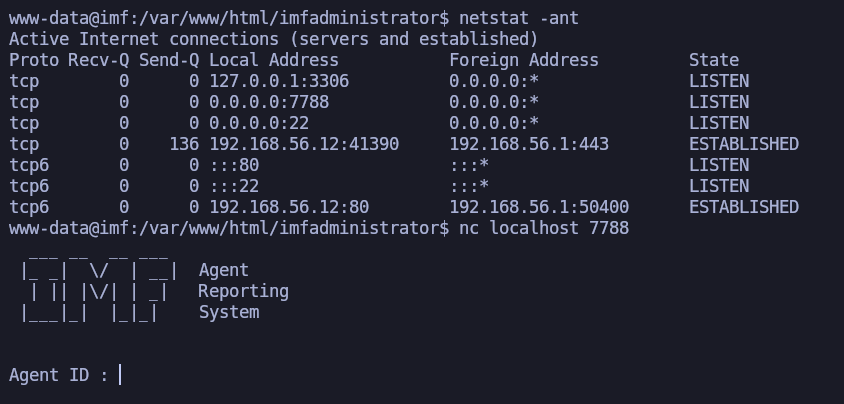 www-data@imf:/var/www/html/imfadministrator$ netstat -ant
Active Internet connections (servers and established)
Proto Recv-Q Send-Q Local Address           Foreign Address         State
tcp        0      0 127.0.0.1:3306          0.0.0.0:*               LISTEN
tcp        0      0 0.0.0.0:7788            0.0.0.0:*               LISTEN
tcp        0      0 0.0.0.0:22              0.0.0.0:*               LISTEN
tcp        0    136 192.168.56.12:41390     192.168.56.1:443        ESTABLISHED
tcp6       0      0 :::80                   :::*                    LISTEN
tcp6       0      0 :::22                   :::*                    LISTEN
tcp6       0      0 192.168.56.12:80        192.168.56.1:50400      ESTABLISHED
www-data@imf:/var/www/html/imfadministrator$ nc localhost 7788
  ___ __  __ ___
 |_ _|  \/  | __|  Agent
  | || |\/| | _|   Reporting
 |___|_|  |_|_|    System


Agent ID :